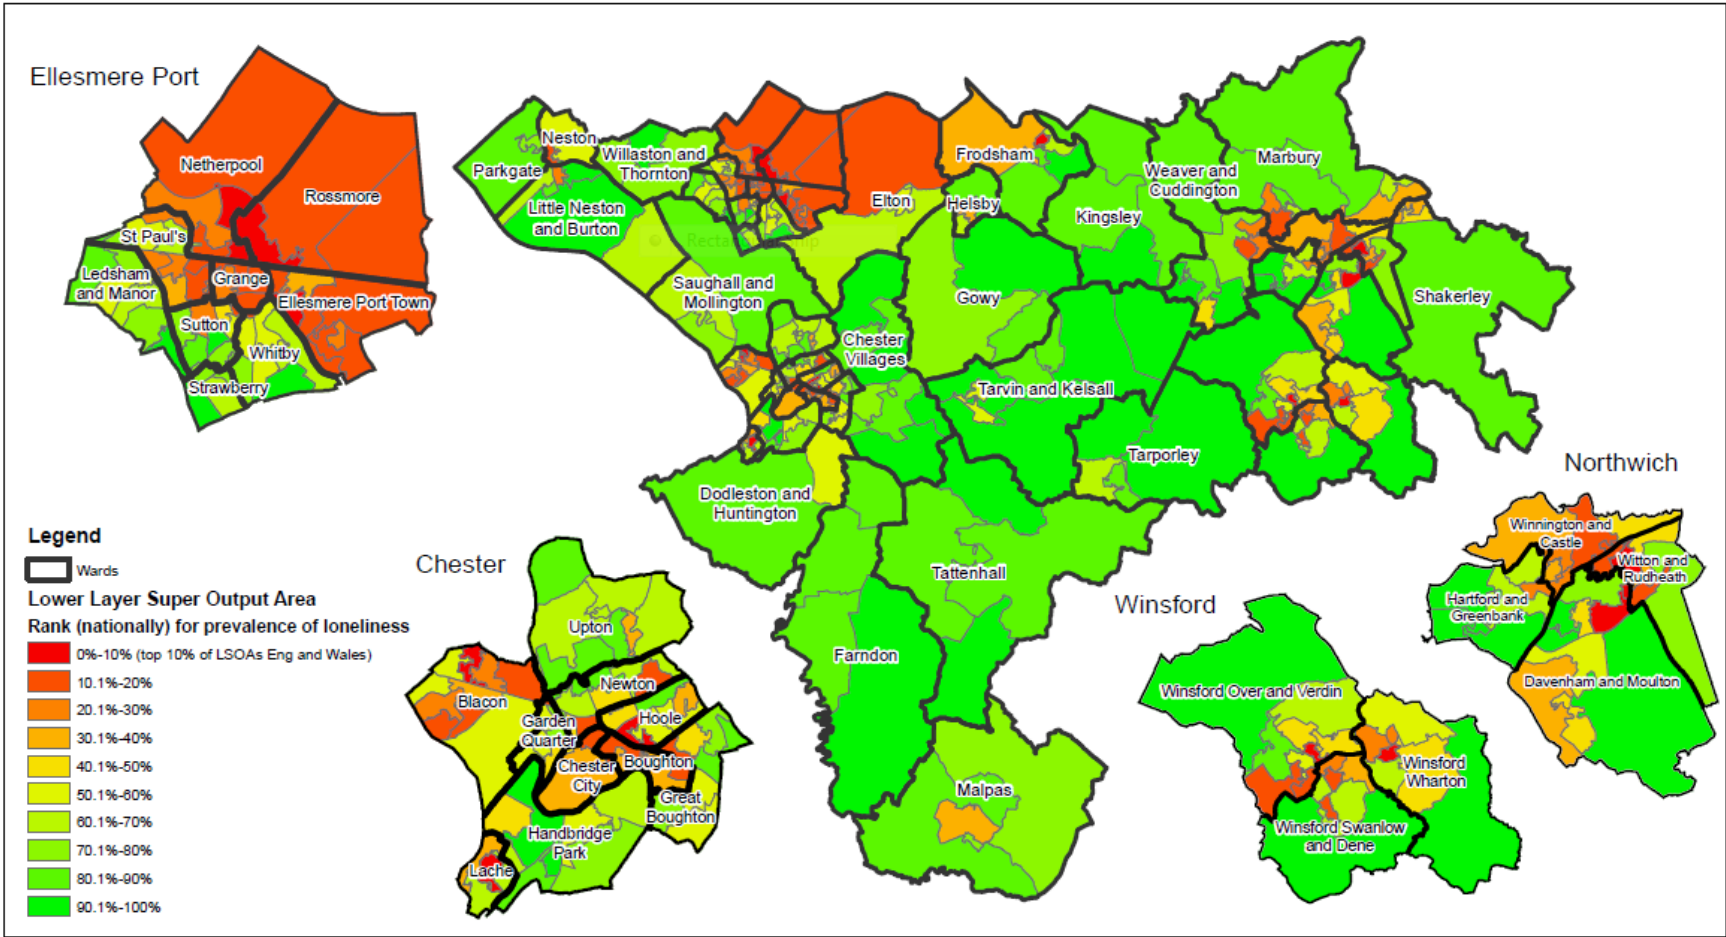 Ellesmere Port
Netherpool
Rossmore
St Paul's
Ledsham
and Manor
Grange
Ellesmere Port Town
Sutton
Whitby
Strawberry
Neston
Parkgate
Willaston and
Thornton
Little Neston
and Burton
Elton
Frodsham
Helsby
Kingsley
Weaver and
Cuddington
Marbury
Saughall and
Mollington
Gowy
Shakerley
Chester
Villages
Tarvin and Kelsall
Tarporley
Dodleston and
Huntington
Tattenhall
Farndon
Malpas
Northwich
Winnington and
Castle
Witton and
Rudheath
Hartford and
Greenbank
Davenham and Moulton
Winsford
Winsford Over and Verdin
Winsford
Wharton
Winsford Swanlow
and Dene
Chester
Upton
Newton
Blacon
Garden
Quarter
Hoole
Chester
City
Boughton
Great
Boughton
Handbridge
Park
Lache
Legend
Wards
Lower Layer Super Output Area
Rank (nationally) for prevalence of loneliness
0%-10% (top 10% of LSOAs Eng and Wales)
10.1%-20%
20.1%-30%
30.1%-40%
40.1%-50%
50.1%-60%
60.1%-70%
70.1%-80%
80.1%-90%
90.1%-100%